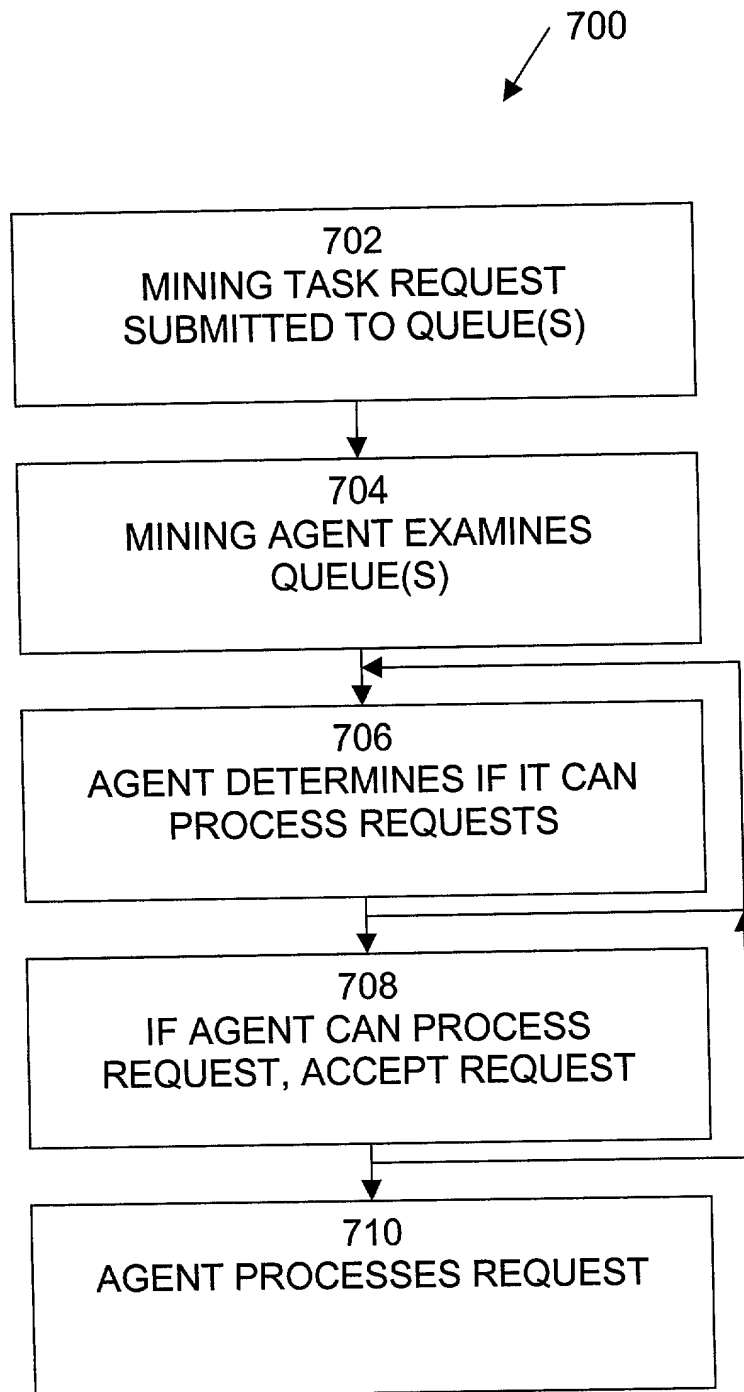 700
702
MINING TASK REQUEST
SUBMITTED TO QUEUE(S)
704
MINING AGENT EXAMINES
QUEUE(S)
706
AGENT DETERMINES IF IT CAN
PROCESS REQUESTS
708
IF AGENT CAN PROCESS
REQUEST, ACCEPT REQUEST
710
AGENT PROCESSES REQUEST